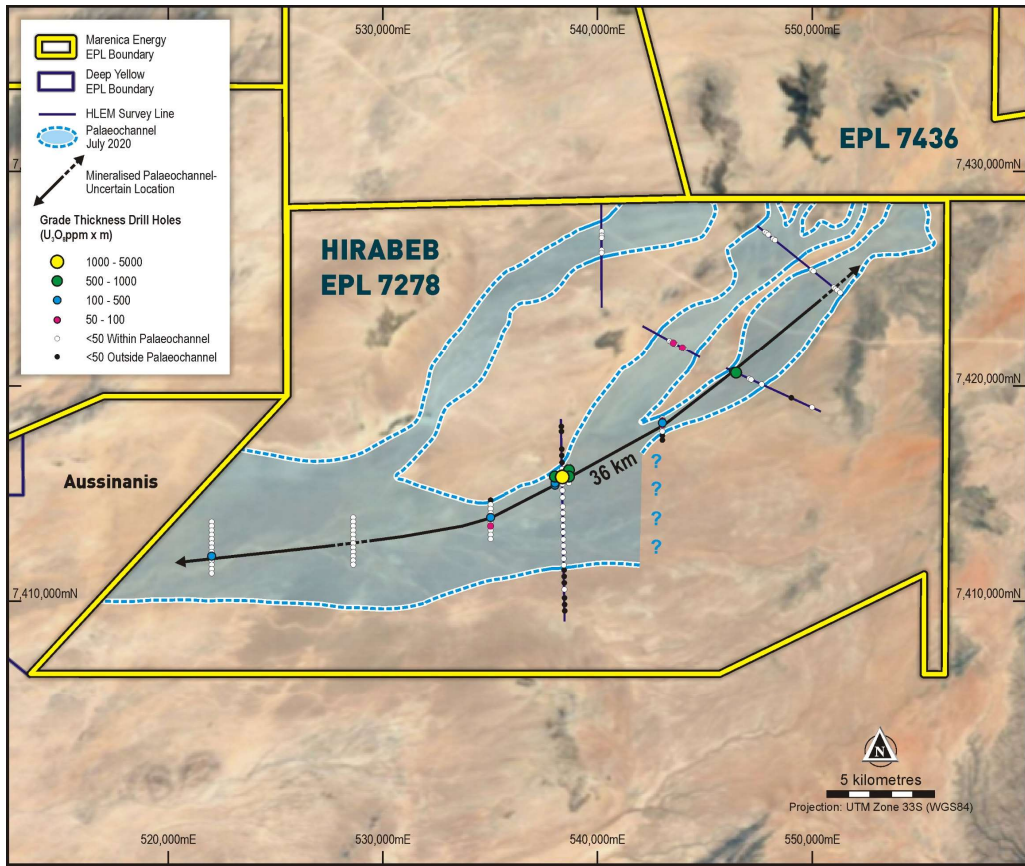 530,000mE
540,000mE
550,000mE
Marenica Energy
EPL Boundary
Deep Yellow
EPL Boundary
HLEM Survey Line
Palaeochannel
July 2020
Mineralised Palaeochannel-
Uncertain Location
Grade Thickness Drill Holes
(U₃O₈ppm x m)
1000 - 5000
500 - 1000
100 - 500
50 - 100
<50 Within Palaeochannel
<50 Outside Palaeochannel
7,
EPL 7436
7,430,000mN
HIRABEB
EPL 7278
7,420,000mN
36 km
?
?
?
?
Aussinanis
7,410,000mN
7,410,000mN
N
5 kilometres
Projection: UTM Zone 33S (WGS84)
520,000mE
530,000mE
540,000mE
550,000mE